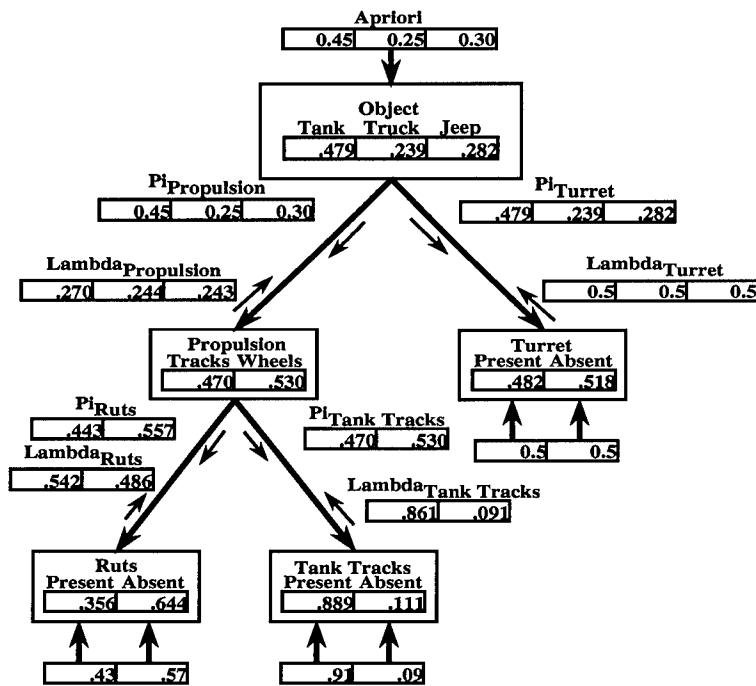 Apriori
0.45 0.25 0.30
Object
Tank Truck Jeep
.479 .239 .282
PiPropulsion
0.45 0.25 0.30
PiTurret
.479 .239 .282
LambdaPropulsion
.270 .244 .243
LambdaTurret
0.5 0.5 0.5
Propulsion
Tracks Wheels
.470 .530
Turret
Present Absent
.482 .518
PiRuts
.443 .557
PiTank Tracks
.470 .530
0.5 0.5
LambdaRuts
.542 .486
LambdaTank Tracks
.861 .091
Ruts
Present Absent
.356 .644
Tank Tracks
Present Absent
.889 .111
.43 .57
.91 .09